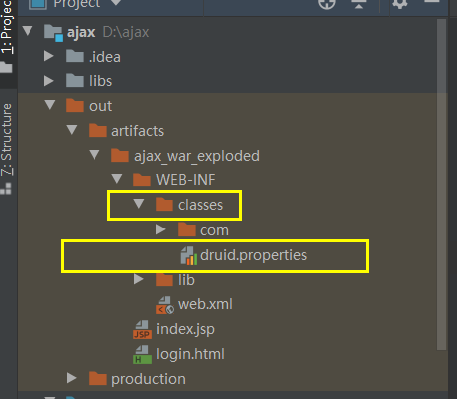 Project
1: Project
ajax D:\ajax
.idea
libs
out
artifacts
ajax_war_exploded
WEB-INF
classes
com
druid.properties
lib
web.xml
index.jsp
login.html
production
Z: Structure